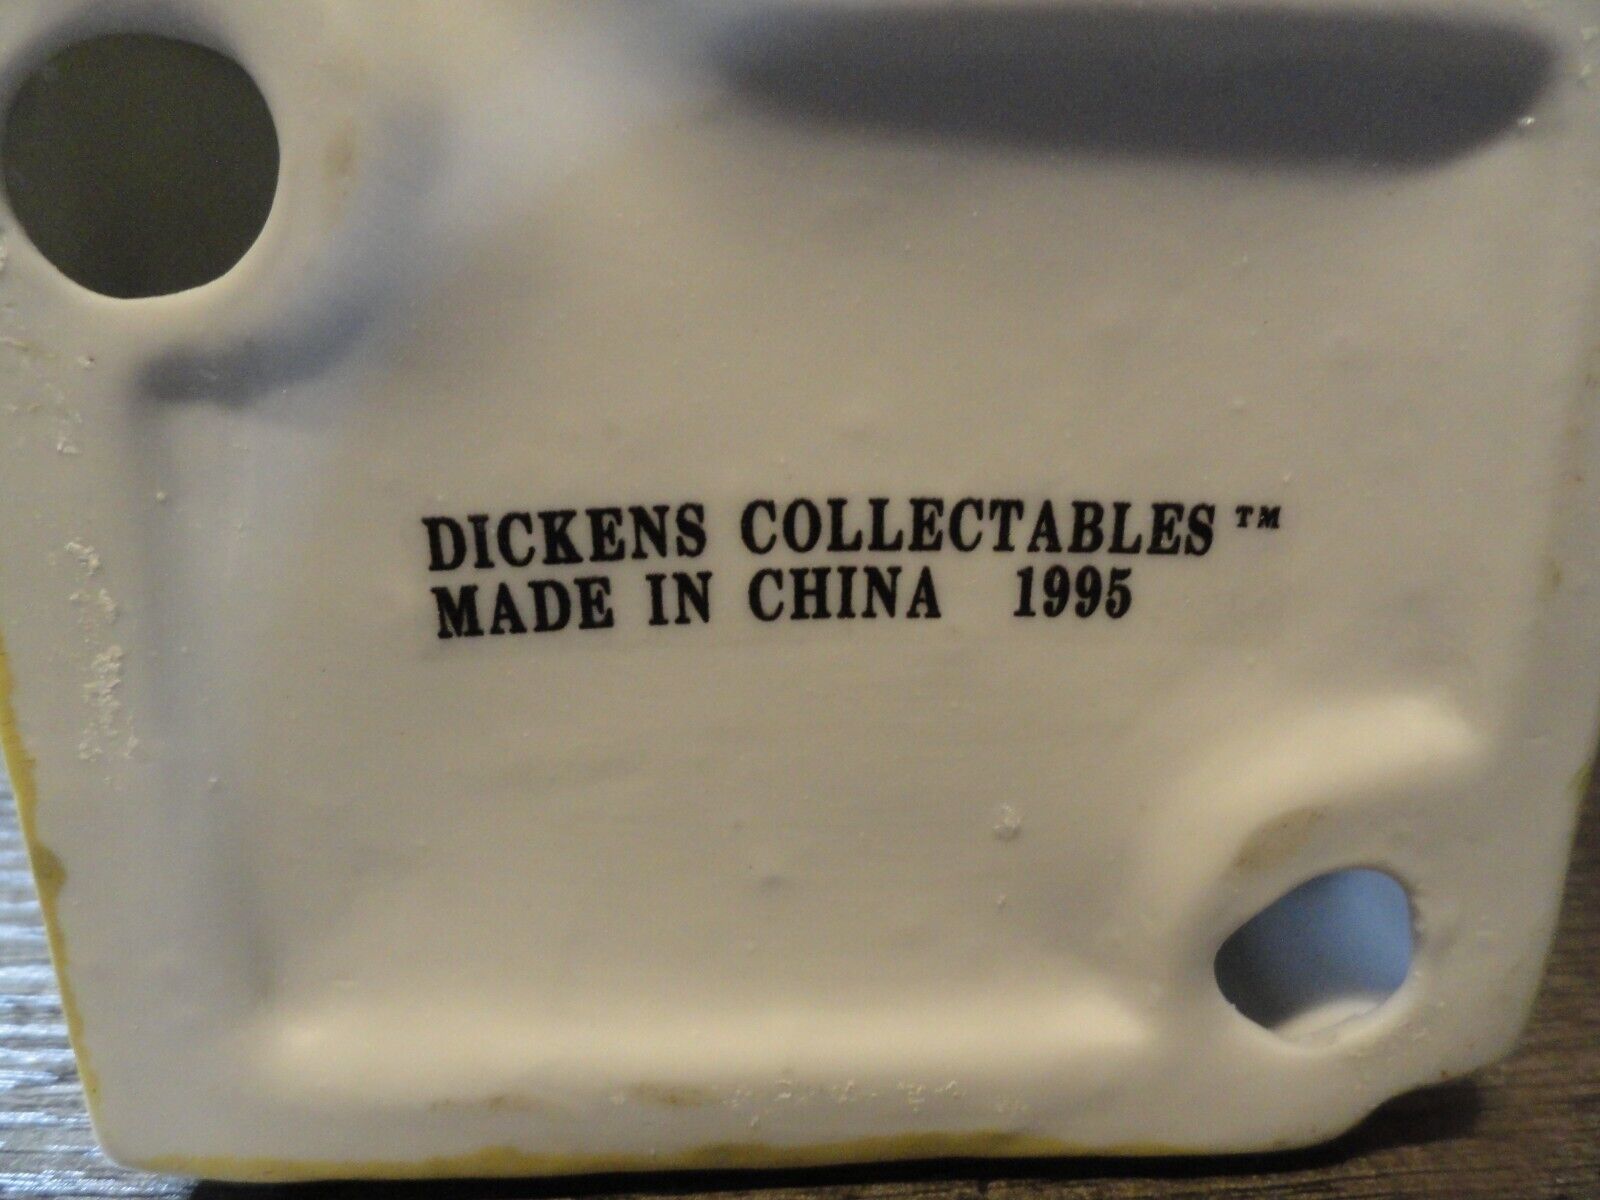 DICKENS COLLECTABLES™
MADE IN CHINA 1995